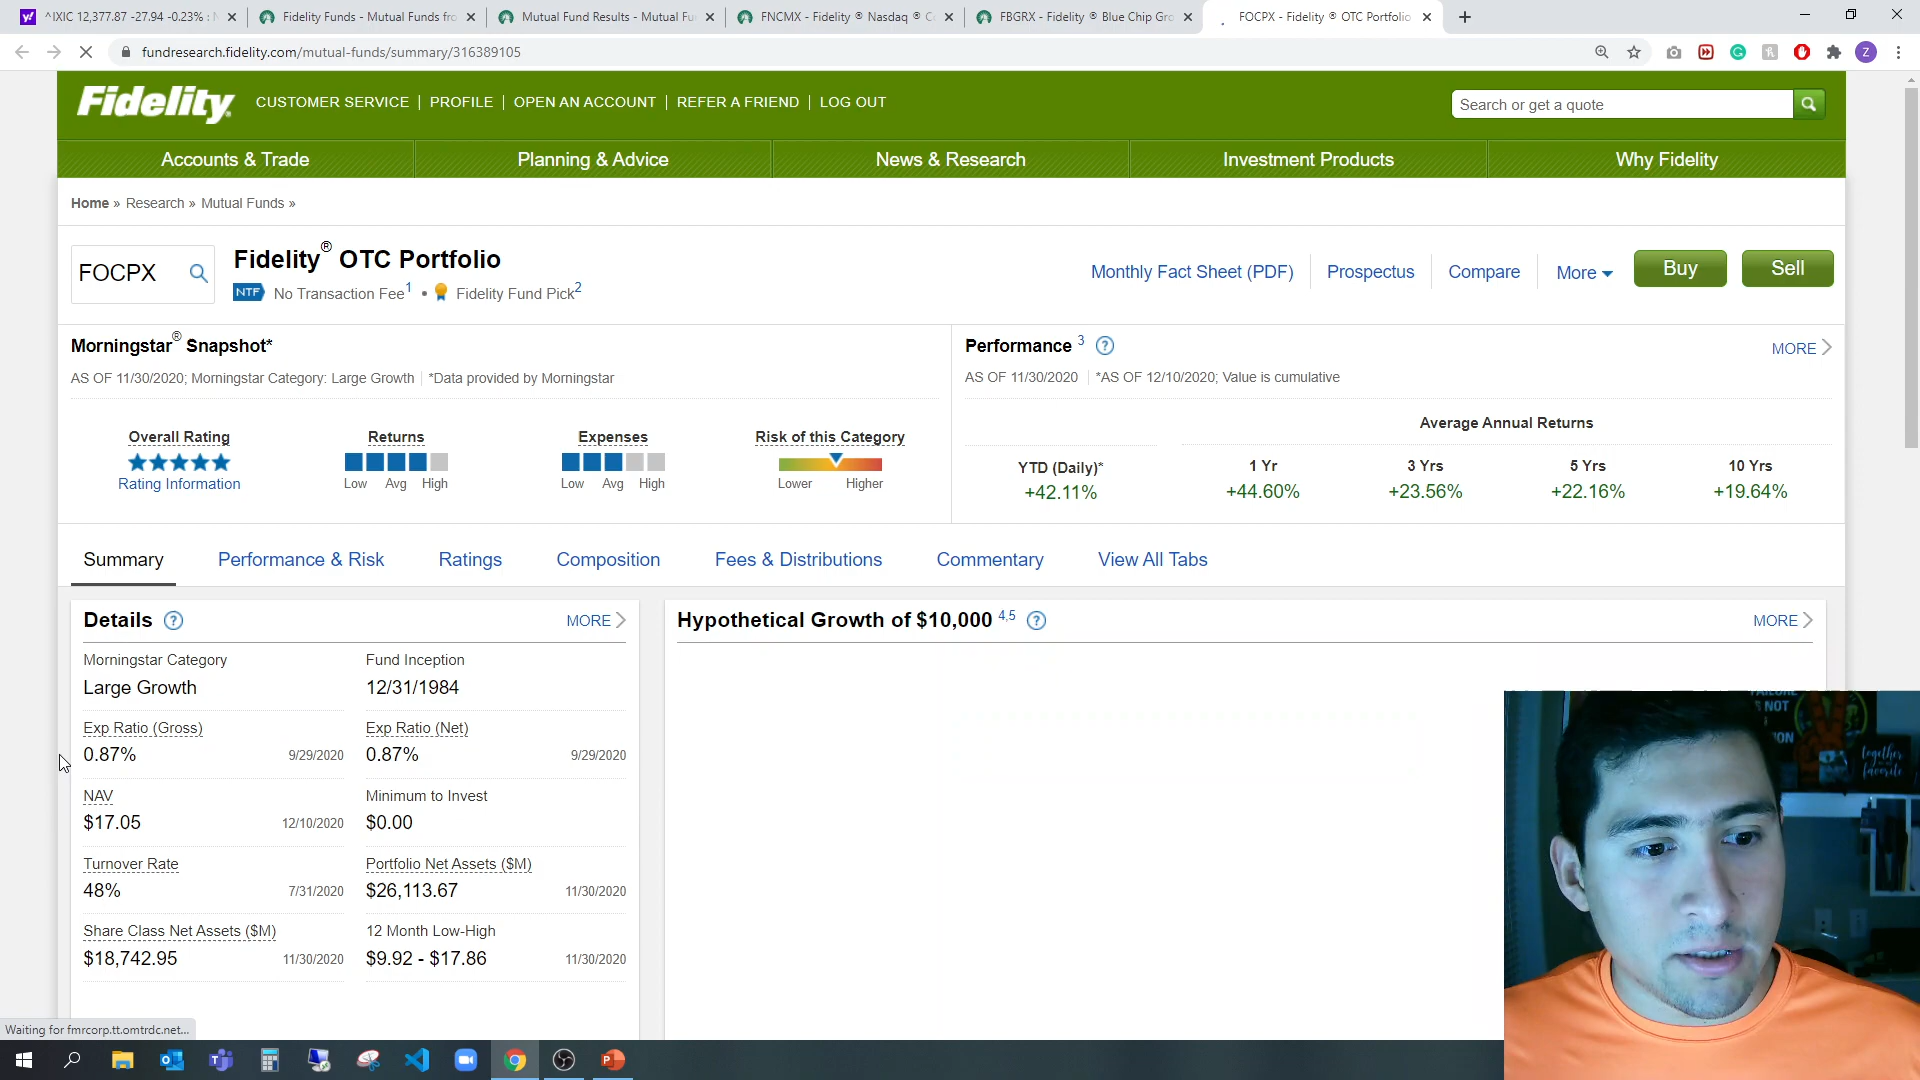 ^IXIC 12,377.87 -27.94 -0.23% : N
Fidelity Funds - Mutual Funds fro
Mutual Fund Results - Mutual Fu
FNCMX - Fidelity ® Nasdaq ® C
FBGRX - Fidelity ® Blue Chip Gro
FOCPX - Fidelity ® OTC Portfolio
fundresearch.fidelity.com/mutual-funds/summary/316389105
Fidelity
CUSTOMER SERVICE | PROFILE | OPEN AN ACCOUNT | REFER A FRIEND | LOG OUT
Search or get a quote
Accounts & Trade
Planning & Advice
News & Research
Investment Products
Why Fidelity
Home » Research » Mutual Funds »
FOCPX
Fidelity® OTC Portfolio
NTF No Transaction Fee1 • Fidelity Fund Pick2
Monthly Fact Sheet (PDF)
Prospectus
Compare
More
Buy
Sell
Morningstar® Snapshot*
AS OF 11/30/2020; Morningstar Category: Large Growth | *Data provided by Morningstar
Overall Rating
Rating Information
Returns
Low Avg High
Expenses
Low Avg High
Risk of this Category
Lower Higher
Performance 3 ?
MORE
AS OF 11/30/2020 | *AS OF 12/10/2020; Value is cumulative
Average Annual Returns
YTD (Daily)* 1 Yr 3 Yrs 5 Yrs 10 Yrs
+42.11% +44.60% +23.56% +22.16% +19.64%
Summary
Performance & Risk
Ratings
Composition
Fees & Distributions
Commentary
View All Tabs
Details ?
MORE
Morningstar Category
Large Growth
Fund Inception
12/31/1984
Exp Ratio (Gross)
0.87% 9/29/2020
Exp Ratio (Net)
0.87% 9/29/2020
NAV
$17.05 12/10/2020
Minimum to Invest
$0.00
Turnover Rate
48% 7/31/2020
Portfolio Net Assets ($M)
$26,113.67 11/30/2020
Share Class Net Assets ($M)
$18,742.95 11/30/2020
12 Month Low-High
$9.92 - $17.86 11/30/2020
Hypothetical Growth of $10,000 4,5 ?
MORE
FAILURE
IS NOT
together
favorite
Waiting for fmrcorp.tt.omtrdc.net...